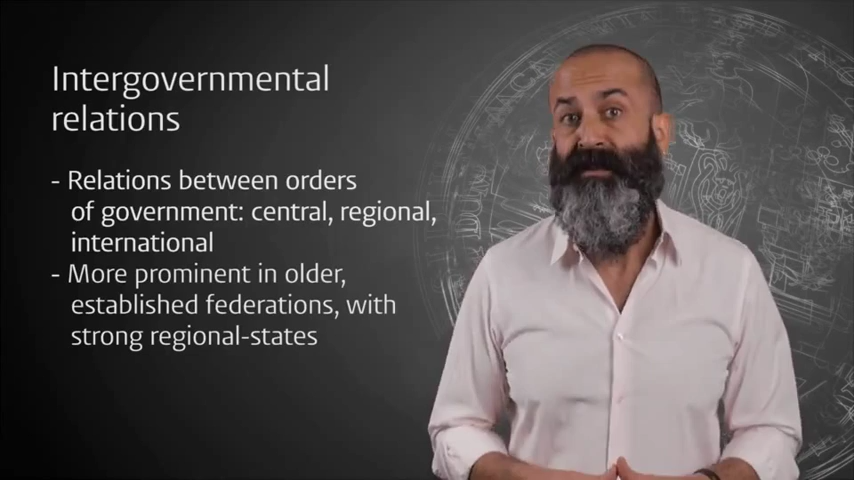 Intergovernmental
relations
- Relations between orders
of government: central, regional,
international
- More prominent in older,
established federations, with
strong regional-states